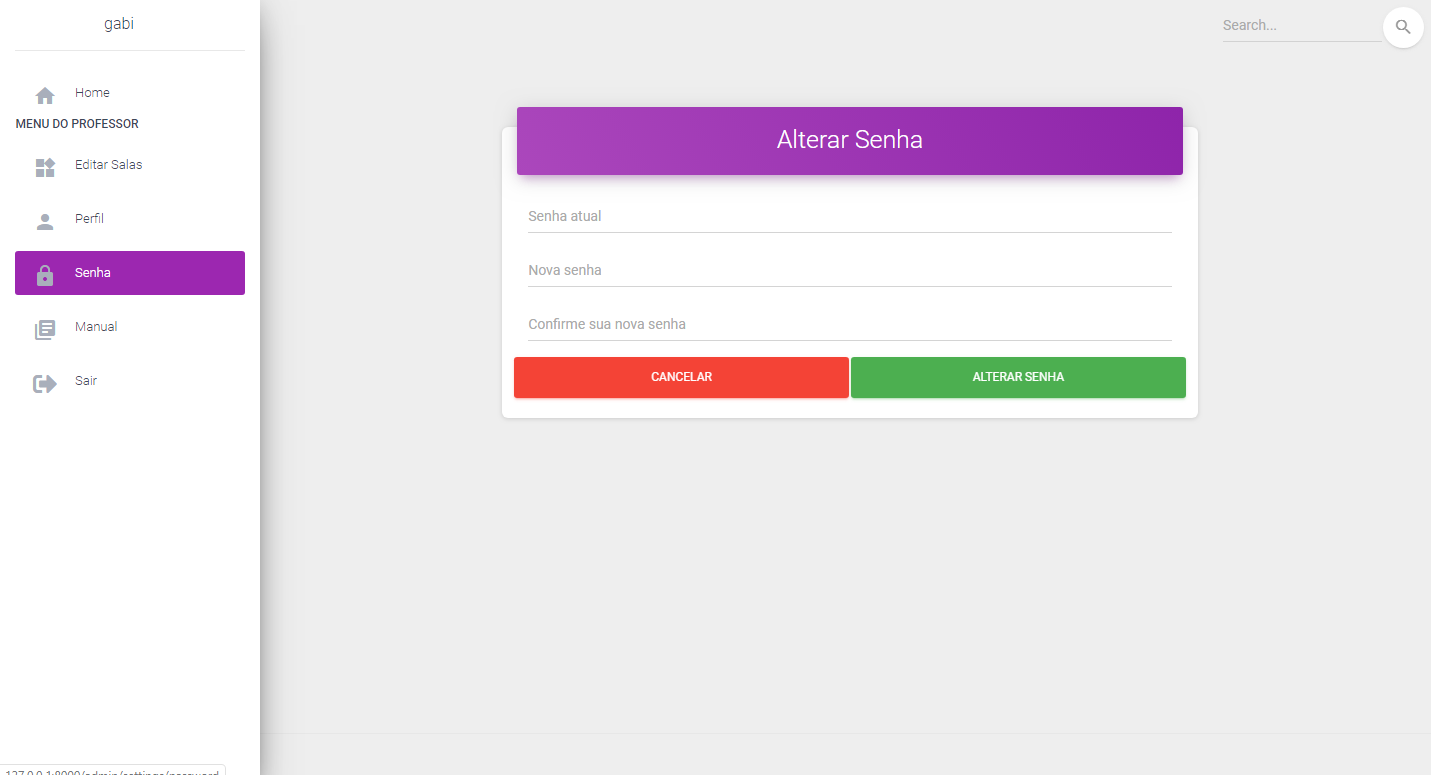 gabi
Search...
Home
MENU DO PROFESSOR
Editar Salas
Perfil
Senha
Manual
Sair
Alterar Senha
Senha atual
Nova senha
Confirme sua nova senha
CANCELAR
ALTERAR SENHA
127.0.0.1:8000/admin/settings/password